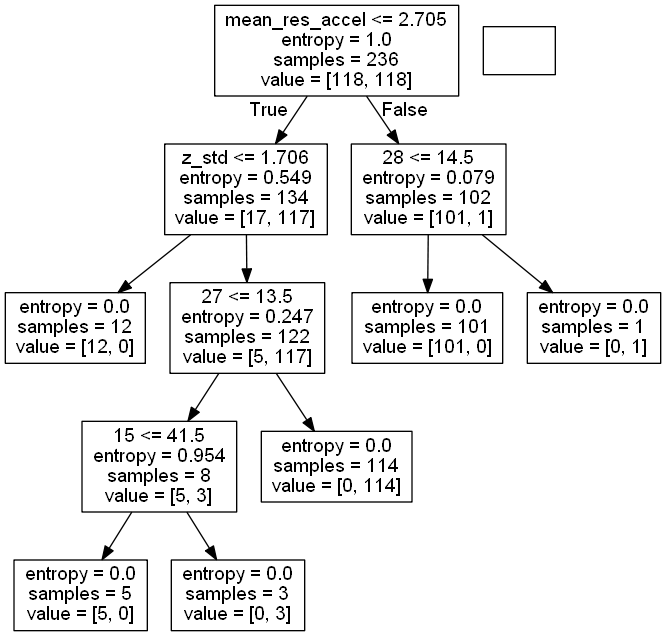 mean_res_accel <= 2.705
entropy = 1.0
samples = 236
value = [118, 118]
True
False
z_std <= 1.706
entropy = 0.549
samples = 134
value = [17, 117]
28 <= 14.5
entropy = 0.079
samples = 102
value = [101, 1]
entropy = 0.0
samples = 12
value = [12, 0]
27 <= 13.5
entropy = 0.247
samples = 122
value = [5, 117]
entropy = 0.0
samples = 101
value = [101, 0]
entropy = 0.0
samples = 1
value = [0, 1]
15 <= 41.5
entropy = 0.954
samples = 8
value = [5, 3]
entropy = 0.0
samples = 114
value = [0, 114]
entropy = 0.0
samples = 5
value = [5, 0]
entropy = 0.0
samples = 3
value = [0, 3]